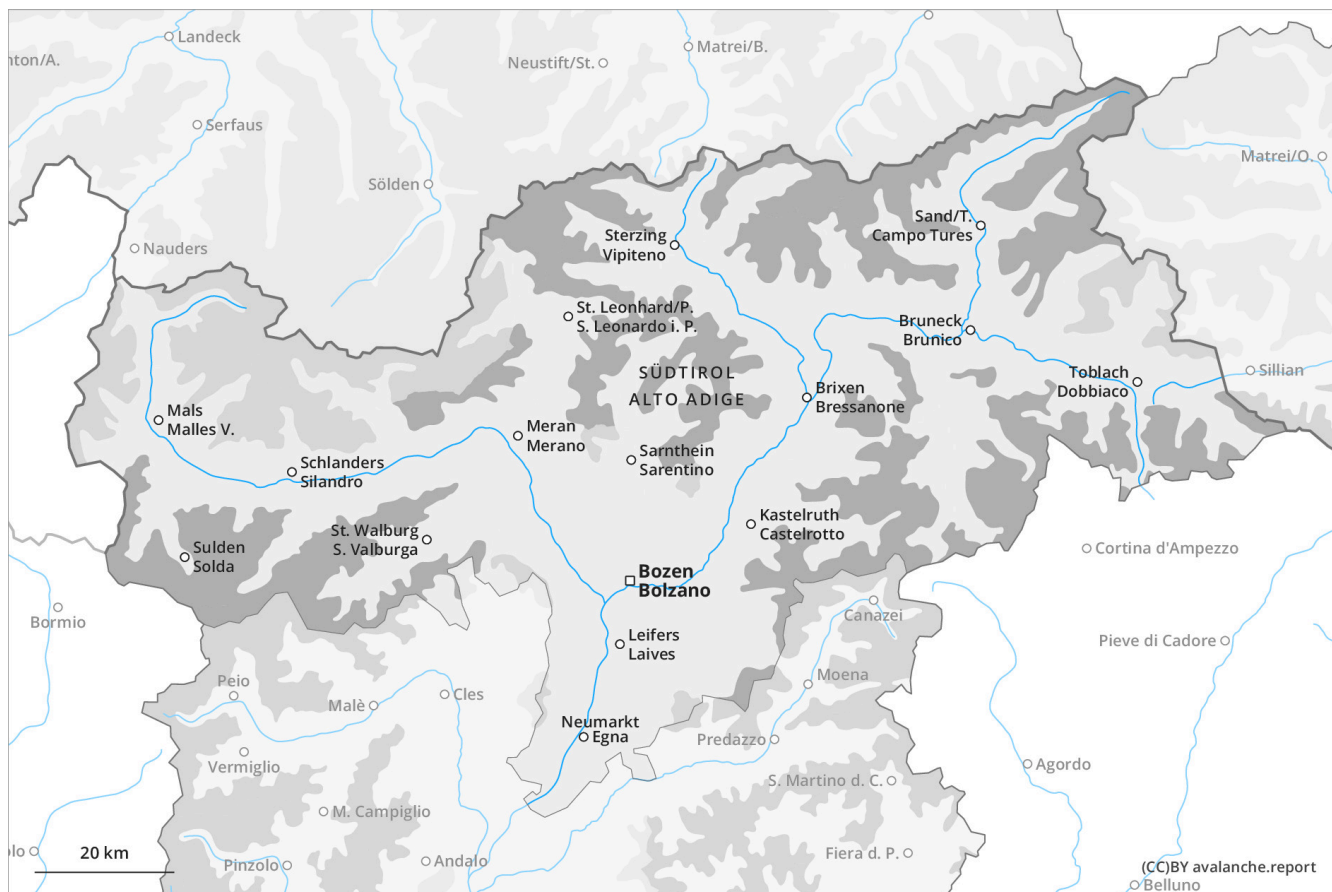 Landeck
nton/A.
Matrei/B.
Neustift/St.
Serfaus
Matrei/O.
Sölden
Sand/T.
Campo Tures
Sterzing
Vipiteno
Nauders
St. Leonhard/P.
S. Leonardo i. P.
Bruneck
Brunico
SÜDTIROL
ALTO ADIGE
Toblach
Dobbiaco
Sillian
Brixen
Bressanone
Mals
Malles V.
Meran
Merano
Sarnthein
Sarentino
Schlanders
Silandro
Kastelruth
Castelrotto
St. Walburg
S. Valburga
Sulden
Solda
Cortina d'Ampezzo
Bozen
Bolzano
Bormio
Canazei
Leifers
Laives
Pieve di Cadore
Peio
Moena
Cles
Malè
Neumarkt
Egna
Predazzo
Vermiglio
Agordo
S. Martino d. C.
M. Campiglio
olo
20 km
Pinzolo
Andalo
Fiera d. P.
(CC)BY avalanche.report
Belluno